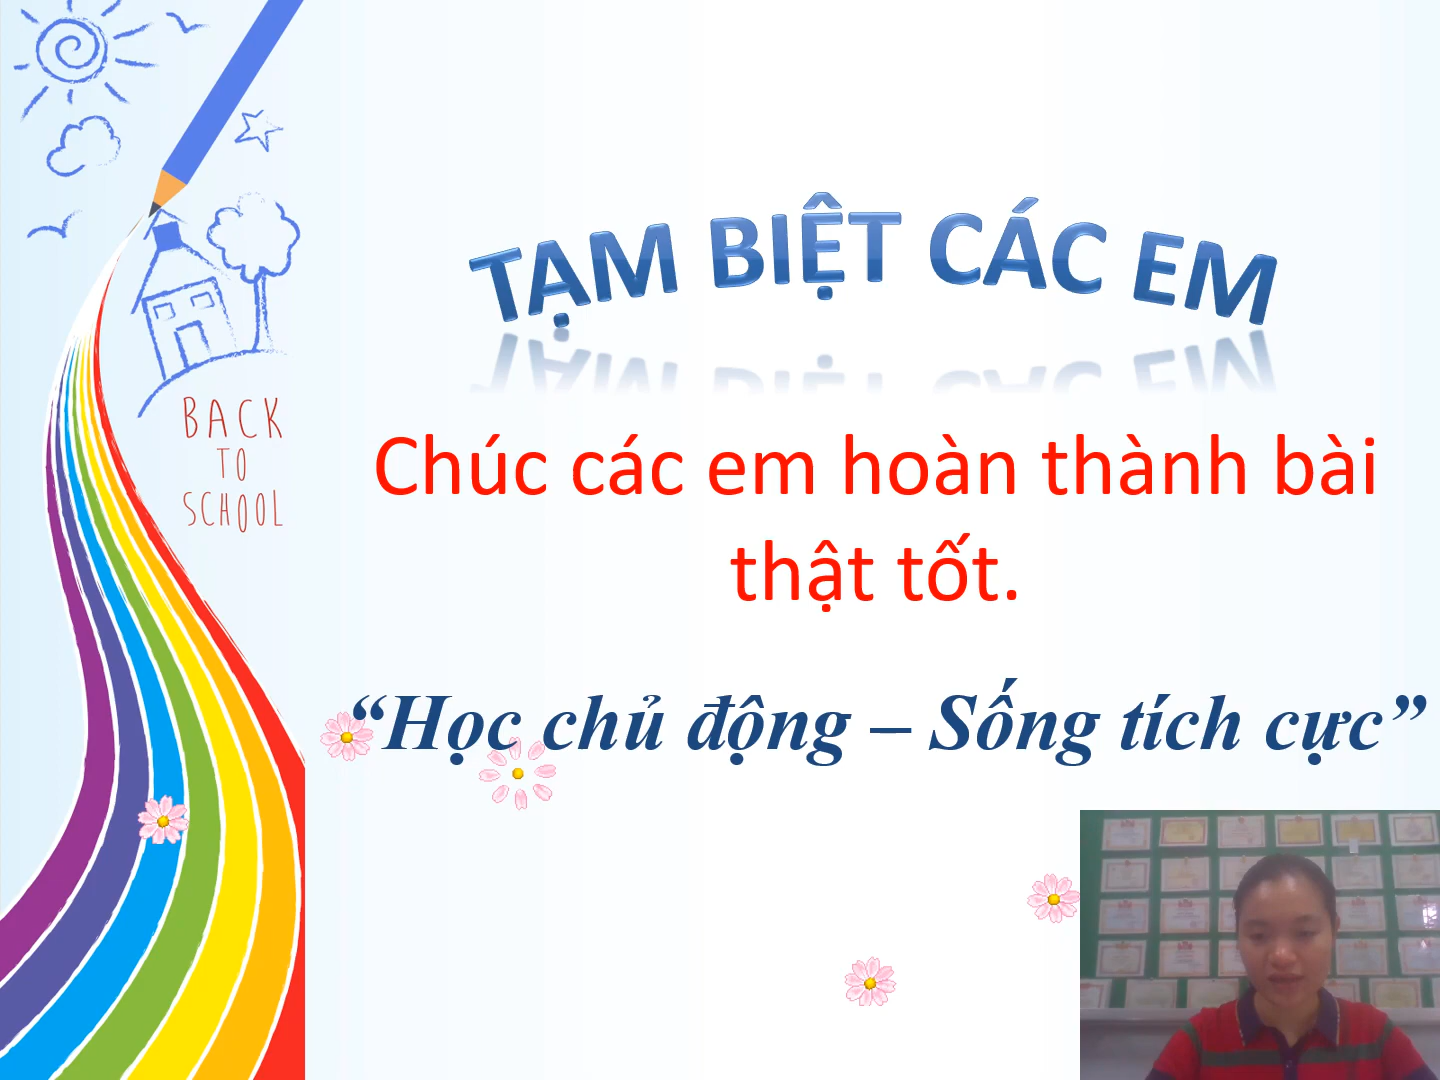 BACK
TO
SCHOOL
TẠM BIỆT CÁC EM
Chúc các em hoàn thành bài
thật tốt.
“Học chủ động – Sống tích cực”